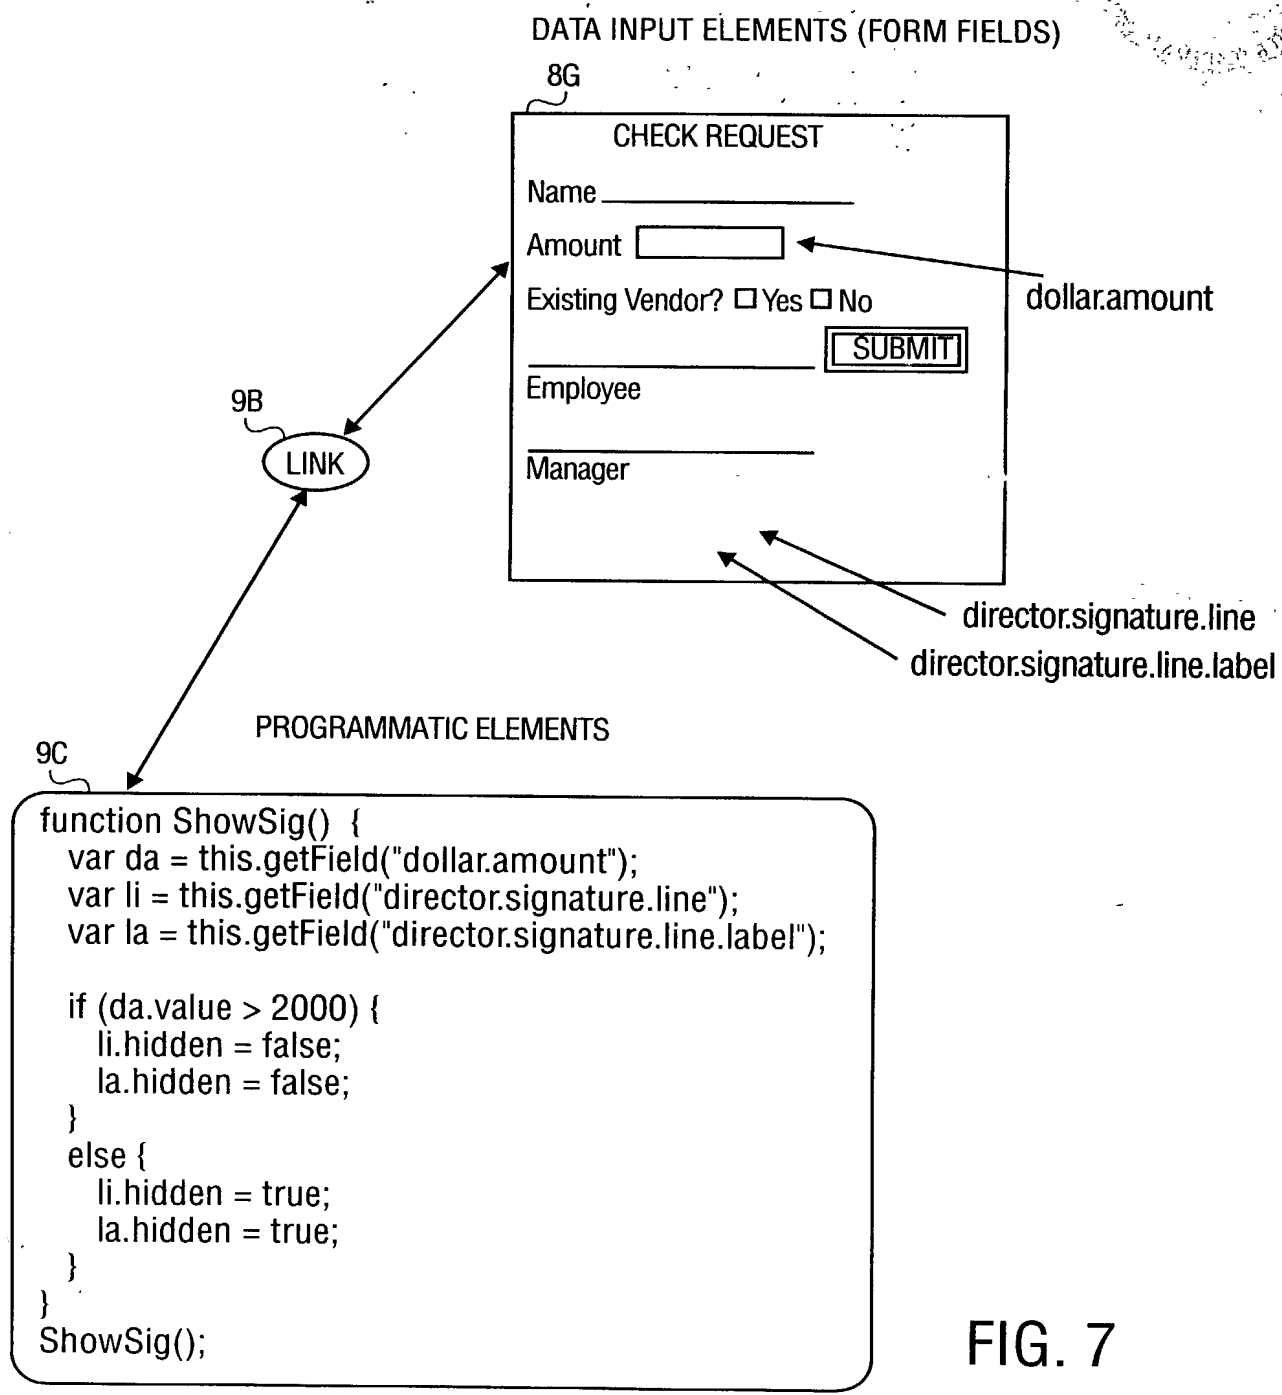 DATA INPUT ELEMENTS (FORM FIELDS)
8G
CHECK REQUEST
Name
Amount
dollar.amount
Existing Vendor? Yes No
SUBMIT
Employee
9B
LINK
Manager
director.signature.line
director.signature.line.label
PROGRAMMATIC ELEMENTS
9C
function ShowSig() {
var da = this.getField("dollar.amount");
var li = this.getField("director.signature.line");
var la = this.getField("director.signature.line.label");
if (da.value > 2000) {
li.hidden = false;
la.hidden = false;
}
else {
li.hidden = true;
la.hidden = true;
}
}
ShowSig();
FIG. 7